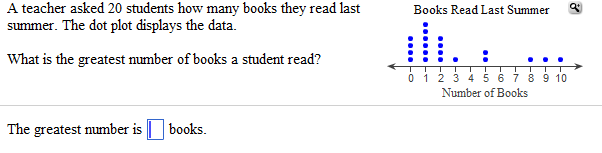 A teacher asked 20 students how many books they read last
summer. The dot plot displays the data.
What is the greatest number of books a student read?
Books Read Last Summer
0 1 2 3 4 5 6 7 8 9 10
Number of Books
The greatest number is books.